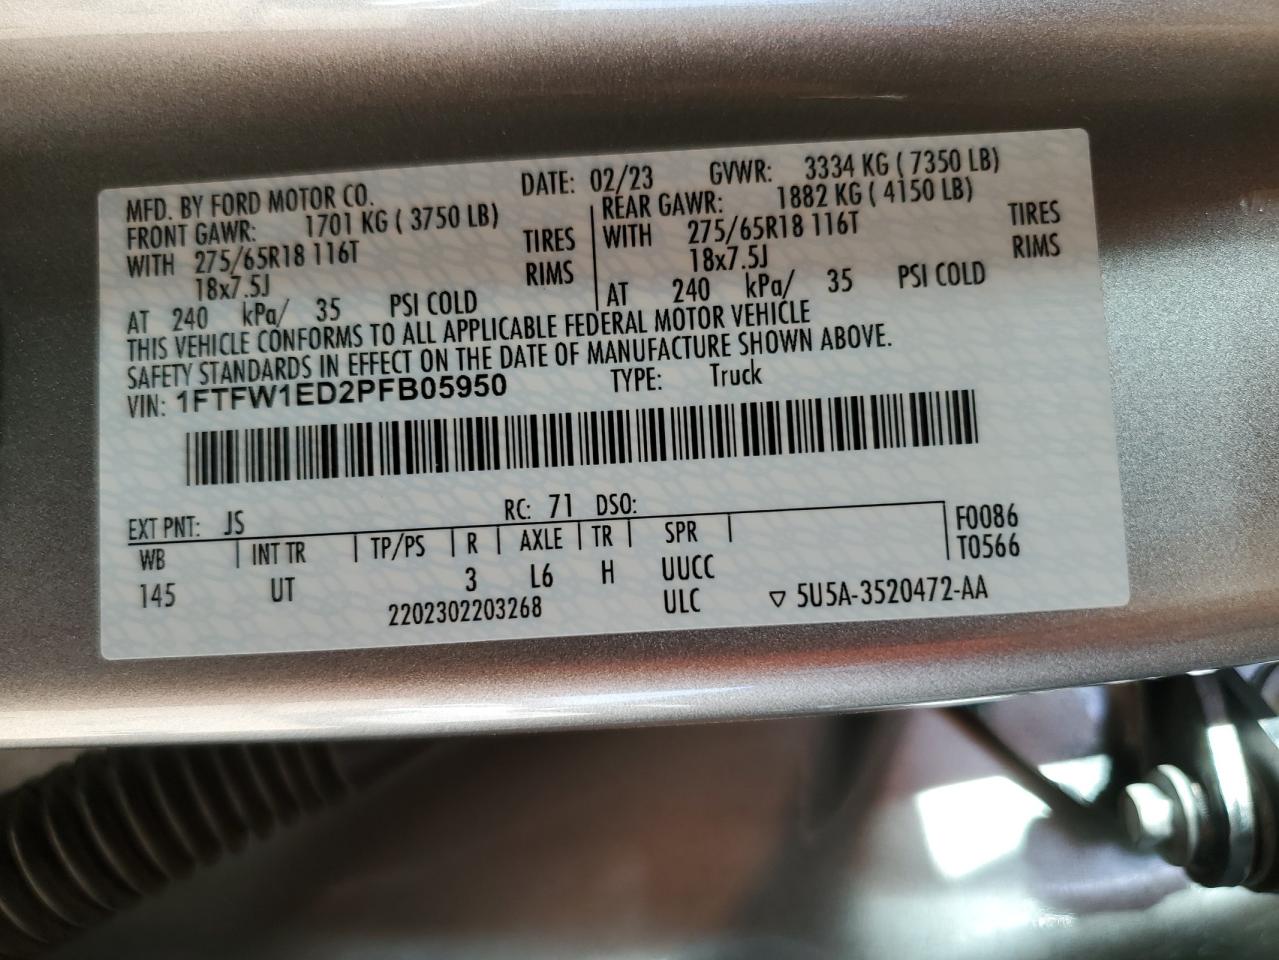 MFD. BY FORD MOTOR CO. DATE: 02/23 GVWR: 3334 KG ( 7350 LB)
FRONT GAWR: 1701 KG ( 3750 LB) REAR GAWR: 1882 KG ( 4150 LB)
WITH 275/65R18 116T TIRES WITH 275/65R18 116T TIRES
18x7.5J RIMS 18x7.5J RIMS
AT 240 kPa/ 35 PSI COLD AT 240 kPa/ 35 PSI COLD
THIS VEHICLE CONFORMS TO ALL APPLICABLE FEDERAL MOTOR VEHICLE
SAFETY STANDARDS IN EFFECT ON THE DATE OF MANUFACTURE SHOWN ABOVE.
VIN: 1FTFW1ED2PFB05950 TYPE: Truck
EXT PNT: JS RC: 71 DSO:
WB INT TR TP/PS R AXLE TR SPR F0086
T0566
145 UT 3 L6 H UUCC
2202302203268 ULC ▽ 5U5A-3520472-AA